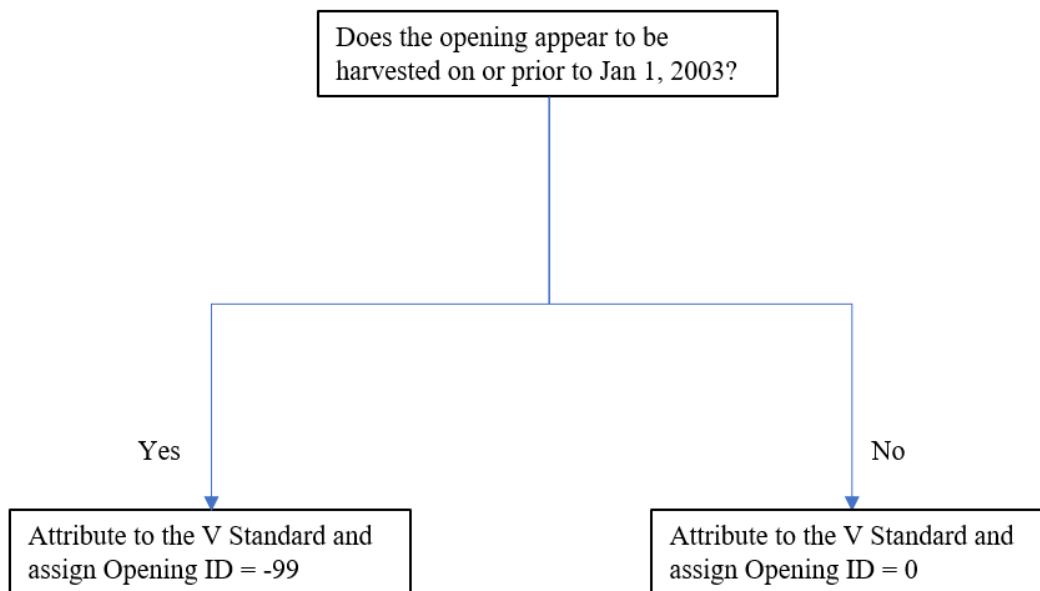 Does the opening appear to be
harvested on or prior to Jan 1, 2003?
Yes
No
Attribute to the V Standard and
assign Opening ID = -99
Attribute to the V Standard and
assign Opening ID = 0